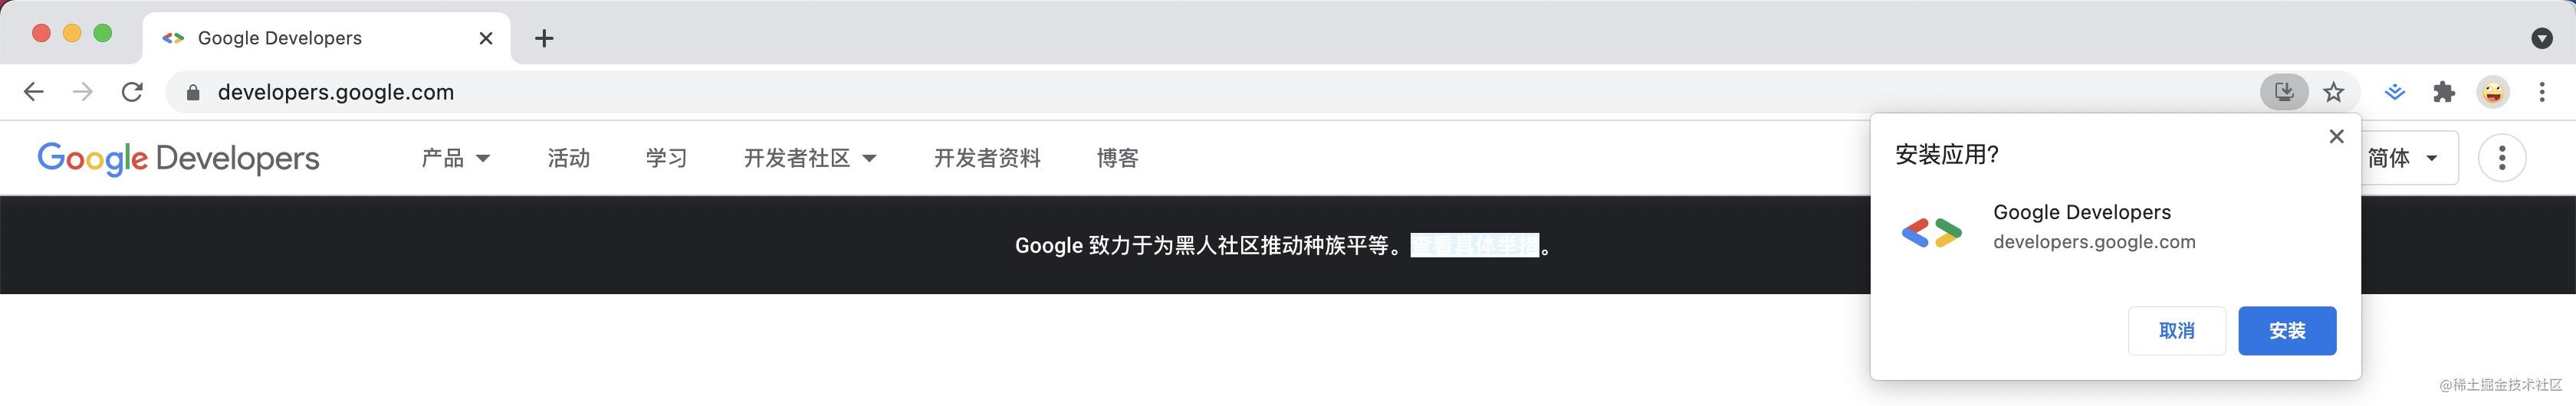 Google Developers
developers.google.com
Google Developers
产品
活动
学习
开发者社区
开发者资料
博客
简体
安装应用?
Google Developers
developers.google.com
取消
安装
Google 致力于为黑人社区推动种族平等。查看具体举措。
@稀土掘金技术社区